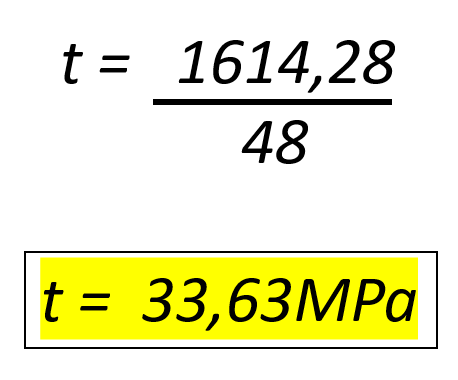 t = 1614,28
48
t = 33,63MPa